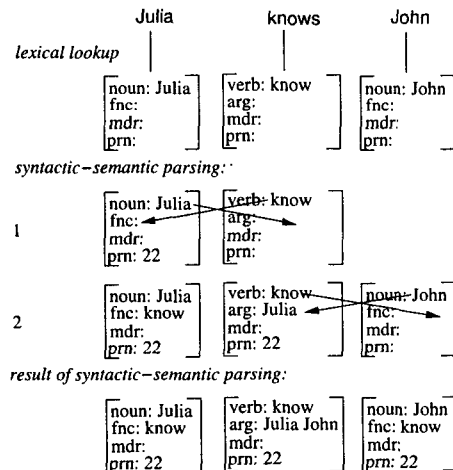 Julia knows John
lexical lookup
noun: Julia verb: know noun: John
fnc: arg: fnc:
mdr: mdr: mdr:
prn: prn: prn:
syntactic–semantic parsing:
noun: Julia verb: know
1 fnc: arg:
mdr: mdr:
prn: 22 prn:
noun: Julia verb: know noun: John
2 fnc: know arg: Julia fnc:
mdr: mdr: mdr:
prn: 22 prn: 22 prn:
result of syntactic–semantic parsing:
noun: Julia verb: know noun: John
fnc: know arg: Julia John fnc: know
mdr: mdr: mdr:
prn: 22 prn: 22 prn: 22